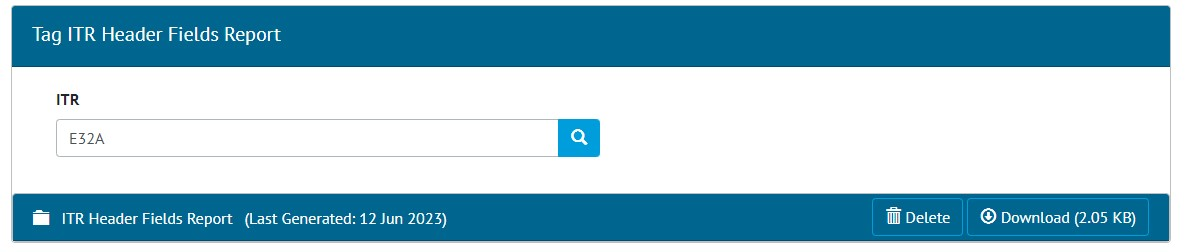 Tag ITR Header Fields Report
ITR
E32A
ITR Header Fields Report (Last Generated: 12 Jun 2023) Delete Download (2.05 KB)